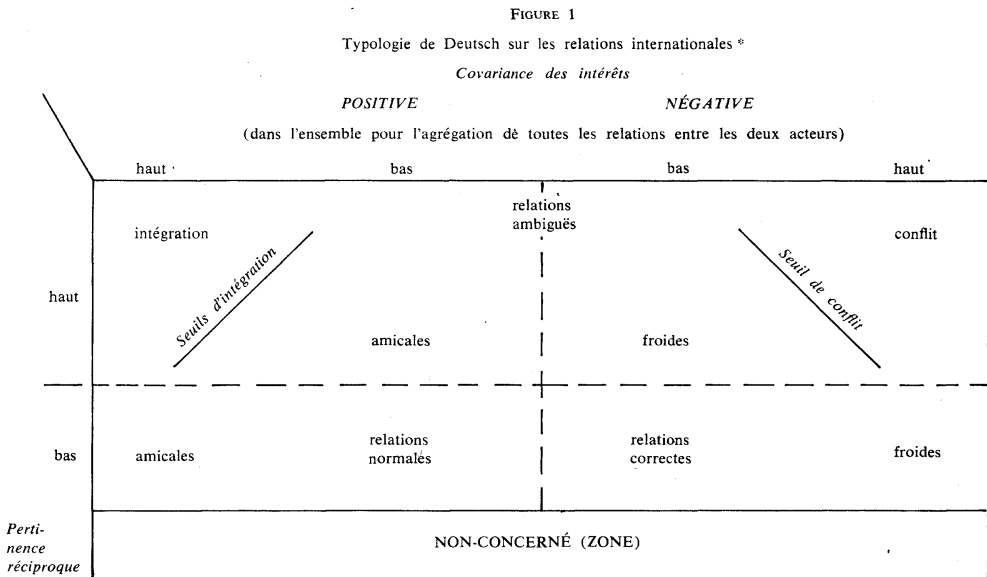 FIGURE 1
Typologie de Deutsch sur les relations internationales *
Covariance des intérêts
POSITIVE NÉGATIVE
(dans l'ensemble pour l'agrégation dè toutes les relations entre les deux acteurs)
haut bas bas haut
relations
ambiguës
intégration conflit
Seuils d'intégration
Seuil de conflit
haut
amicales froides
bas
amicales
relations
normales
relations
correctes
froides
Perti-
nence
réciproque
NON-CONCERNÉ (ZONE)